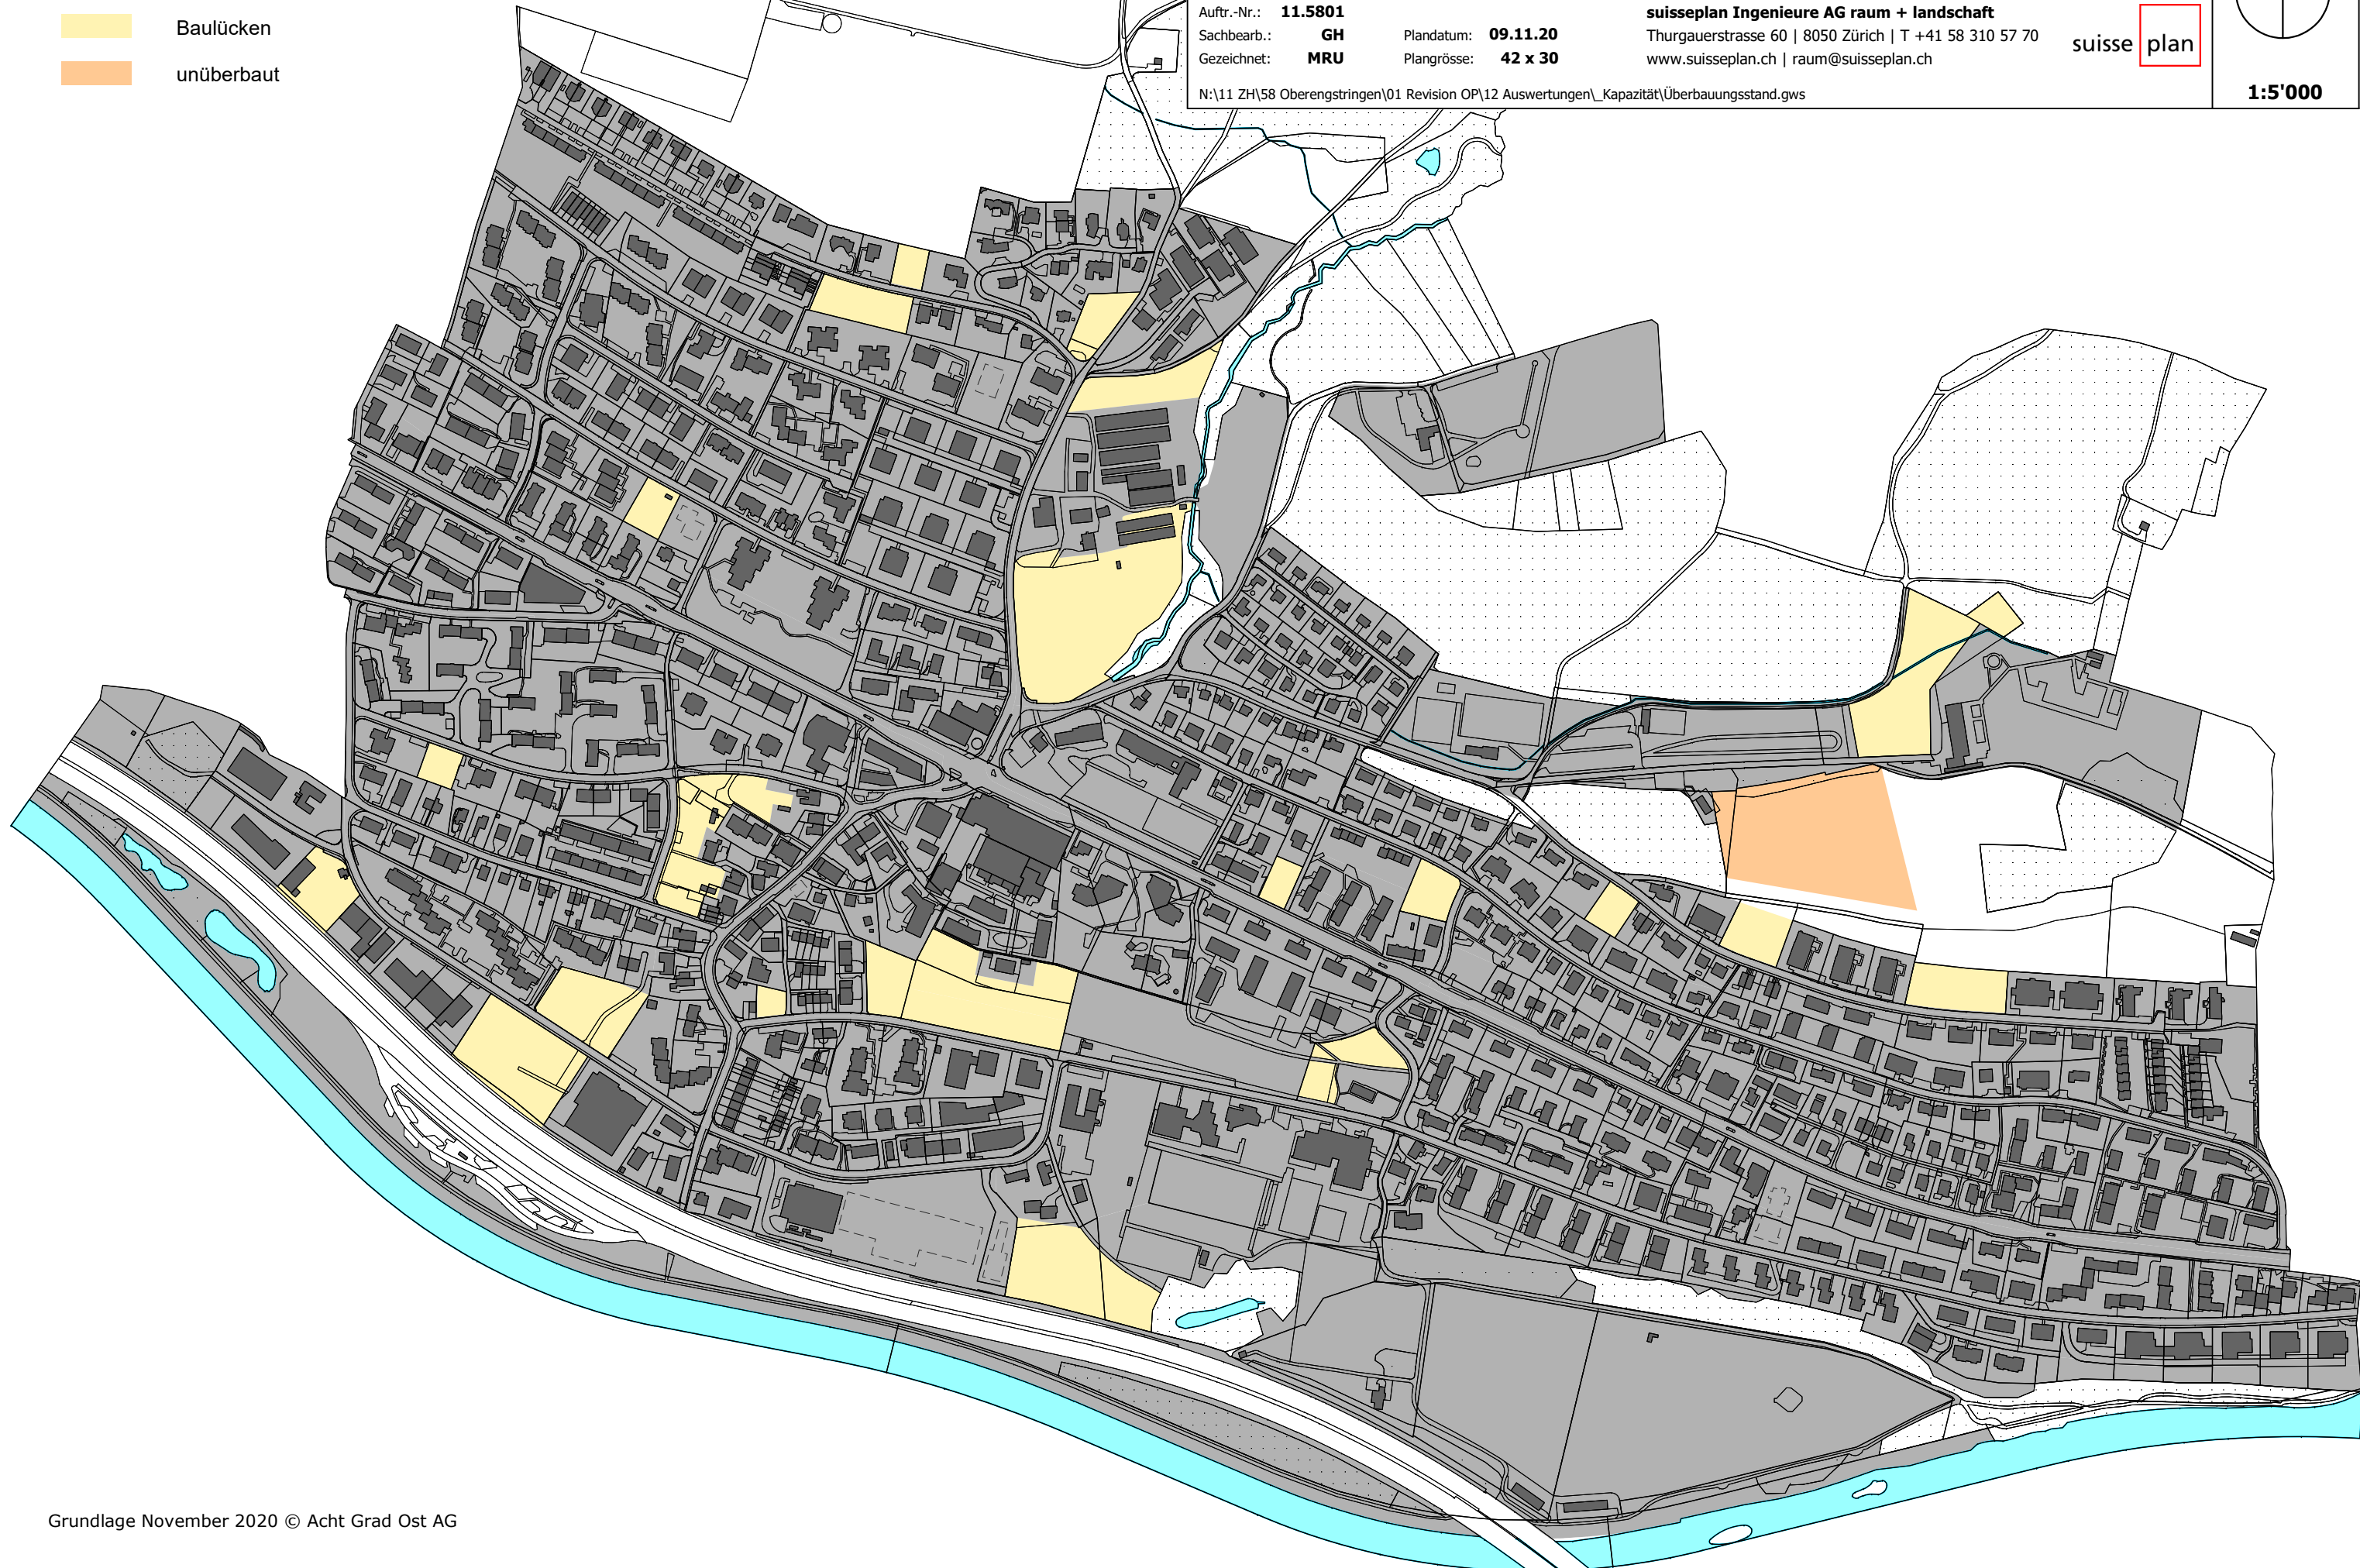 Baulücken
unüberbaut
Auftr.-Nr.: 11.5801
Sachbearb.: GH
Gezeichnet: MRU
Plandatum: 09.11.20
Plangrösse: 42 x 30
suisseplan Ingenieure AG raum + landschaft
Thurgauerstrasse 60 | 8050 Zürich | T +41 58 310 57 70
www.suisseplan.ch | raum@suisseplan.ch
suisse plan
1:5'000
N:\11 ZH\58 Oberengstringen\01 Revision OP\12 Auswertungen\_Kapazität\Überbauungsstand.gws
Grundlage November 2020 © Acht Grad Ost AG